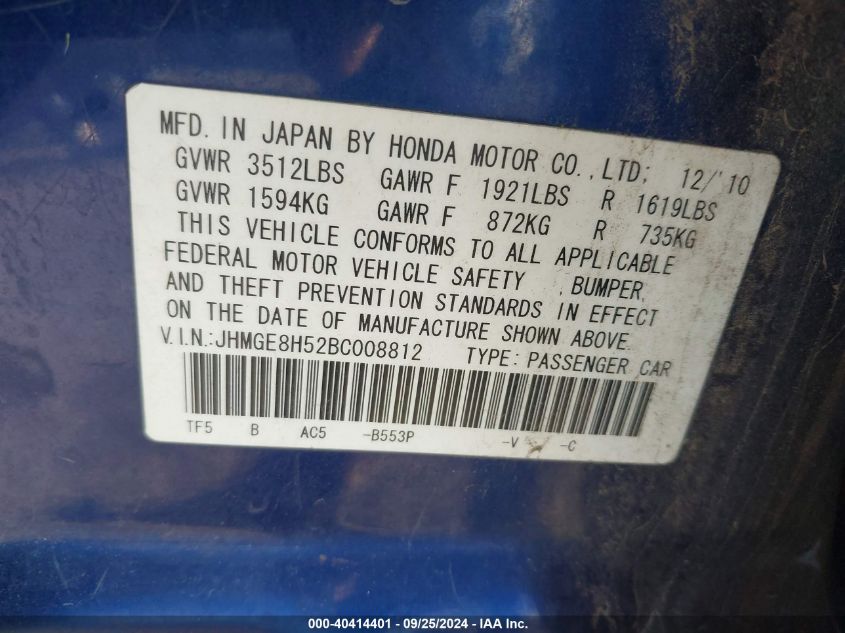 MFD. IN JAPAN BY HONDA MOTOR CO., LTD; 12/'10
GVWR 3512LBS GAWR F 1921LBS R 1619LBS
GVWR 1594KG GAWR F 872KG R 735KG
THIS VEHICLE CONFORMS TO ALL APPLICABLE
FEDERAL MOTOR VEHICLE SAFETY , BUMPER,
AND THEFT PREVENTION STANDARDS IN EFFECT
ON THE DATE OF MANUFACTURE SHOWN ABOVE.
V.I.N.:JHMGE8H52BC008812 TYPE: PASSENGER CAR
TF5 B AC5 -B553P -V -C
000-40414401 - 09/25/2024 - IAA Inc.